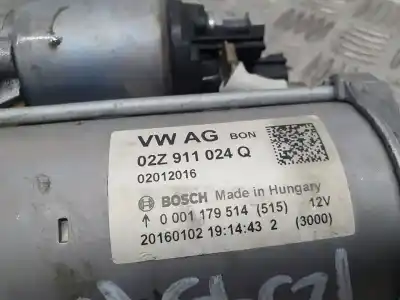 VW AG BON
02Z 911 024 Q
02012016
BOSCH Made in Hungary
↑ 0 001 179 514 (515) 12V
20160102 19:14:43 2 (3000)